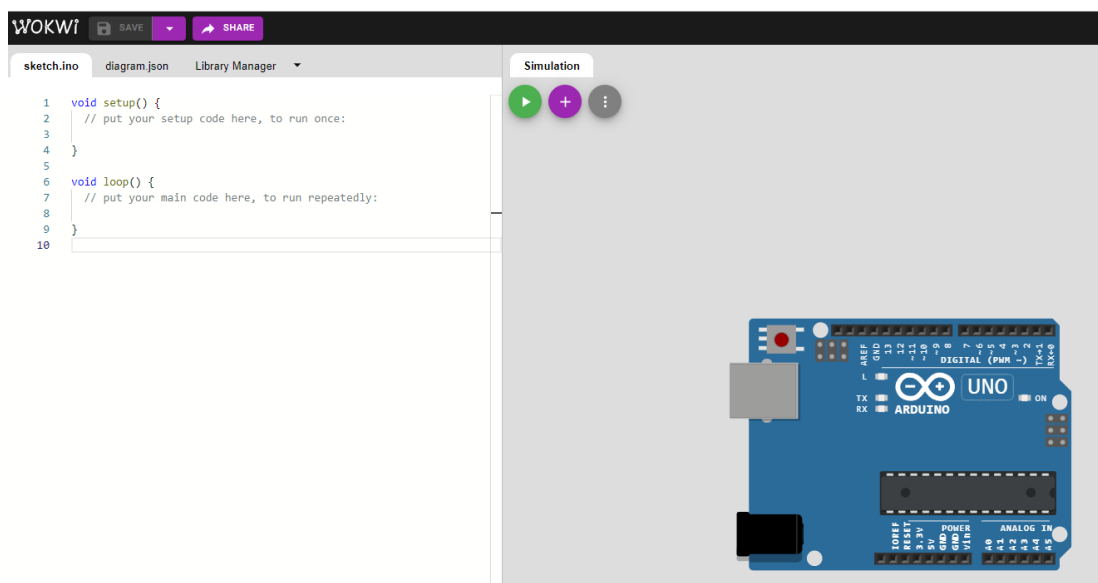 WOKWi SAVE SHARE
sketch.ino diagram.json Library Manager
1 void setup() {
2 // put your setup code here, to run once:
3
4 }
5
6 void loop() {
7 // put your main code here, to run repeatedly:
8
9 }
10
Simulation
AREF GND 13 12 ~11 ~10 ~9 8 7 ~6 ~5 4 ~3 2 TX→1 RX←0
DIGITAL (PWM ~)
L
UNO
TX ON
RX ARDUINO
POWER ANALOG IN
IOREF RESET 3.3V 5V GND GND Vin A0 A1 A2 A3 A4 A5